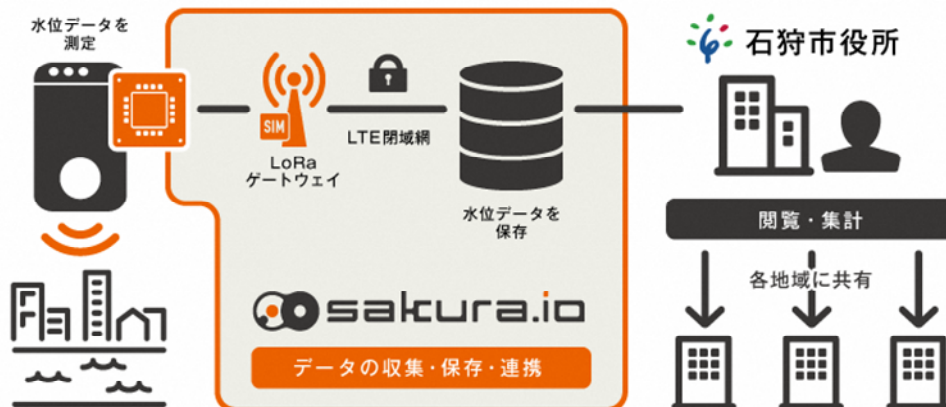 水位データを
測定
SIM
LoRa
ゲートウェイ
LTE閉域網
水位データを
保存
sakura.io
データの収集・保存・連携
石狩市役所
閲覧・集計
各地域に共有